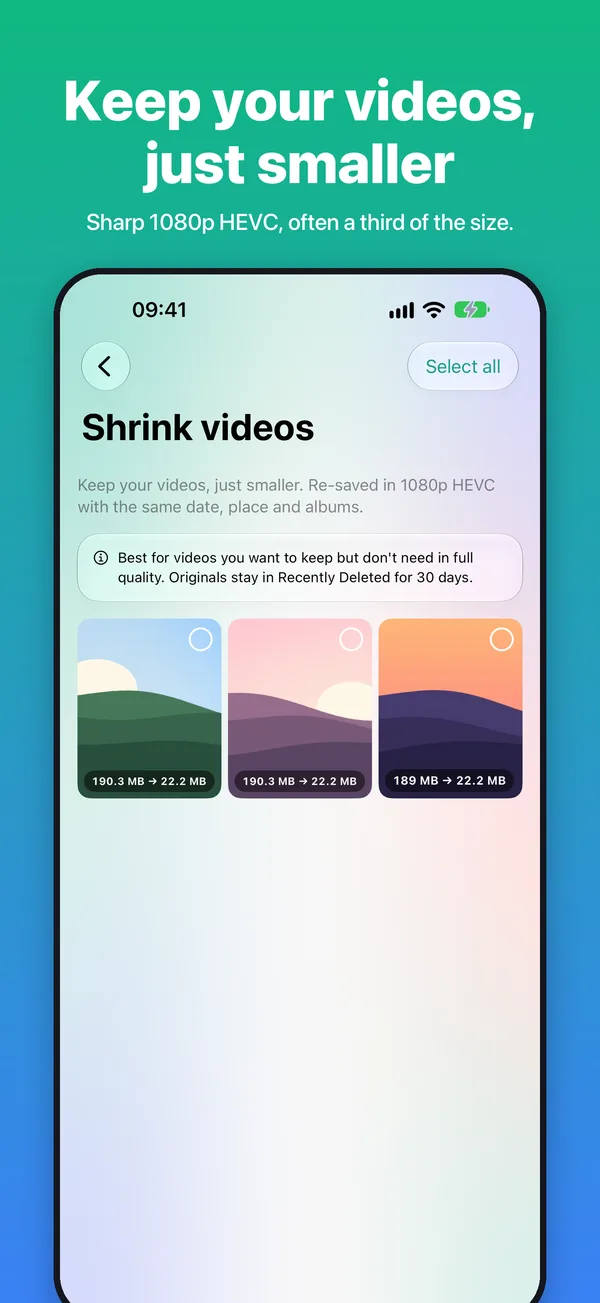 Keep your videos,
just smaller
Sharp 1080p HEVC, often a third of the size.
09:41
Select all
Shrink videos
Keep your videos, just smaller. Re-saved in 1080p HEVC
with the same date, place and albums.
Best for videos you want to keep but don't need in full
quality. Originals stay in Recently Deleted for 30 days.
190.3 MB → 22.2 MB
190.3 MB → 22.2 MB
189 MB → 22.2 MB